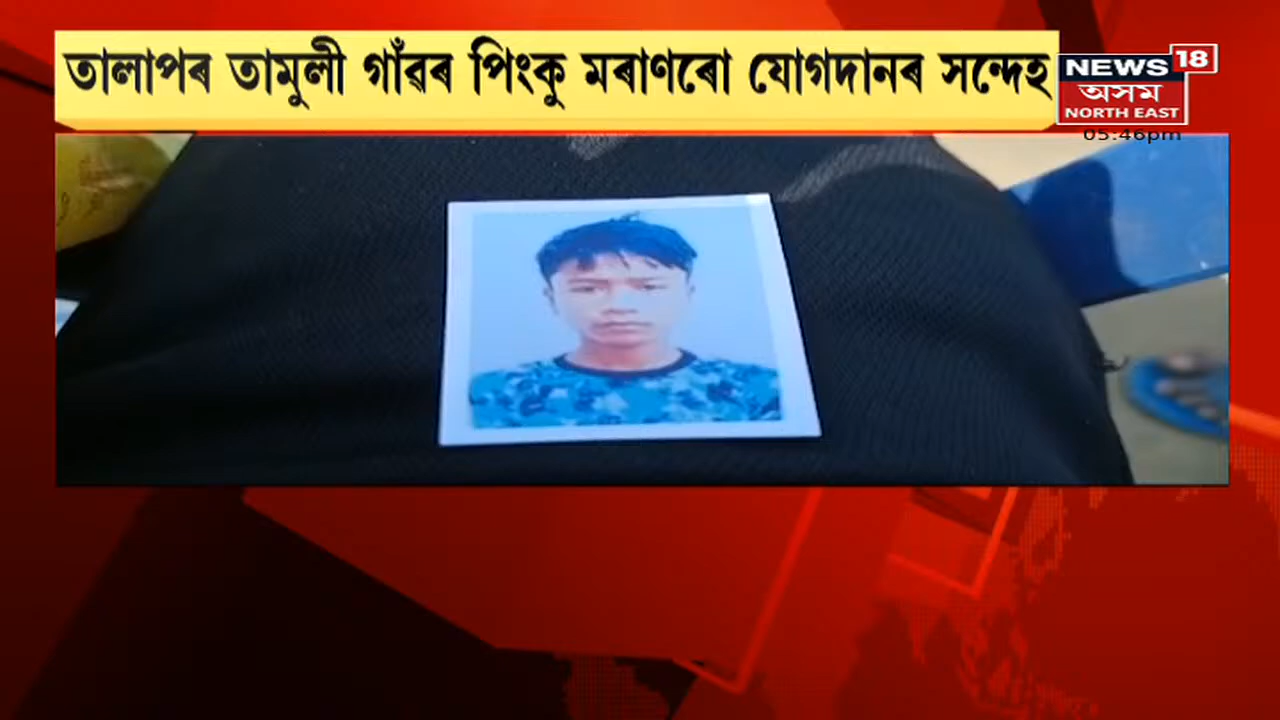 তালাপৰ তামুলী গাঁৱৰ পিংকু মৰাণৰো যোগদানৰ সন্দেহ
NEWS 18
অসম
NORTH EAST
05:46pm